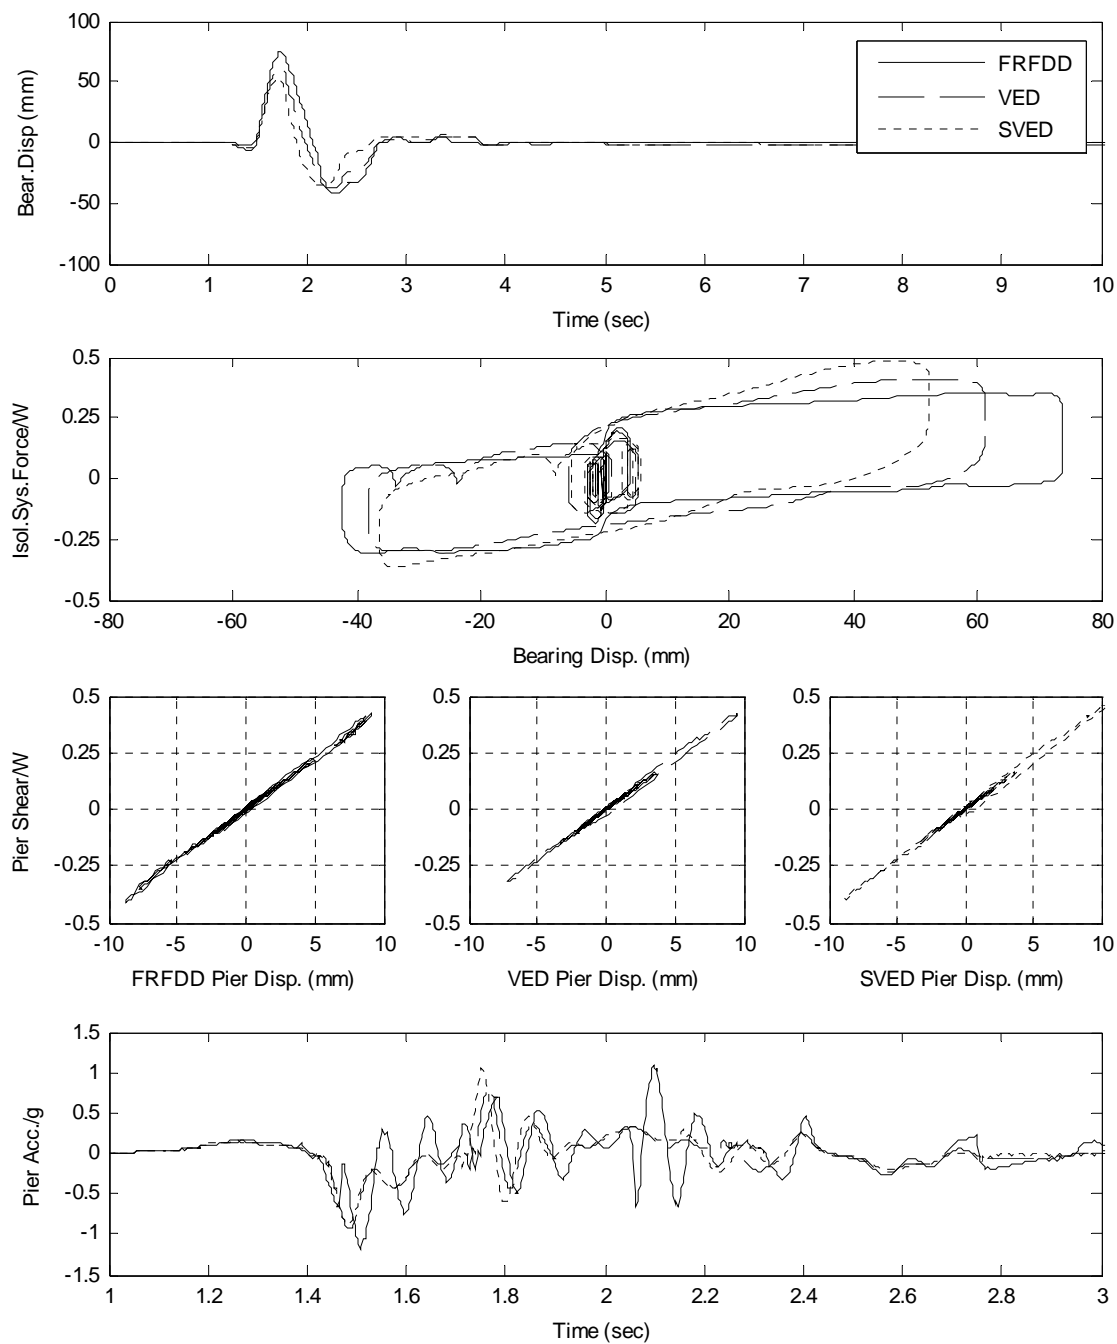 100
50
0
-50
-100
Bear.Disp (mm)
FRFDD
VED
SVED
0 1 2 3 4 5 6 7 8 9 10
Time (sec)
0.5
0.25
0
-0.25
-0.5
Isol.Sys.Force/W
-80 -60 -40 -20 0 20 40 60 80
Bearing Disp. (mm)
0.5
0.25
0
-0.25
-0.5
Pier Shear/W
-10 -5 0 5 10
FRFDD Pier Disp. (mm)
0.5
0.25
0
-0.25
-0.5
-10 -5 0 5 10
VED Pier Disp. (mm)
0.5
0.25
0
-0.25
-0.5
-10 -5 0 5 10
SVED Pier Disp. (mm)
1.5
1
0.5
0
-0.5
-1
-1.5
Pier Acc./g
1 1.2 1.4 1.6 1.8 2 2.2 2.4 2.6 2.8 3
Time (sec)